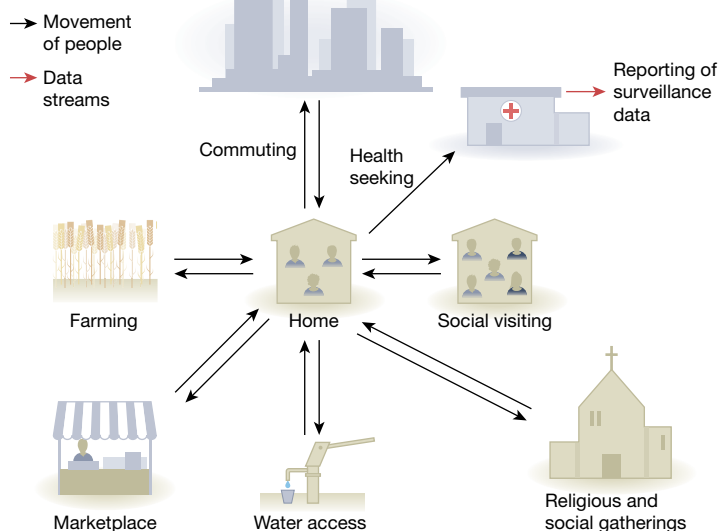 Movement
of people
Data
streams
Reporting of
surveillance
data
Commuting
Health
seeking
Farming
Home
Social visiting
Marketplace
Water access
Religious and
social gatherings